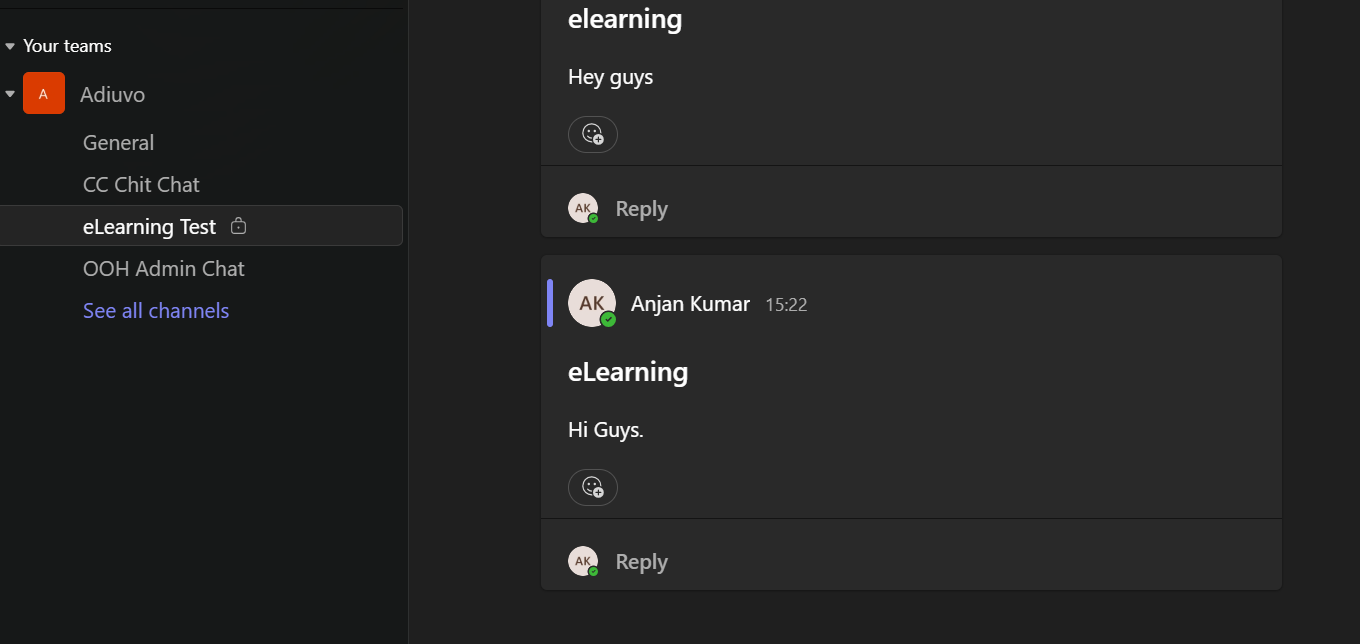 Your teams
A
Adiuvo
General
CC Chit Chat
eLearning Test
OOH Admin Chat
See all channels
elearning
Hey guys
AK
Reply
AK
Anjan Kumar 15:22
eLearning
Hi Guys.
AK
Reply